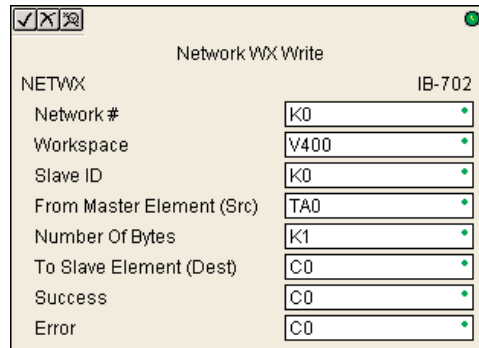 Network WX Write
NETWX IB-702
Network # K0
Workspace V400
Slave ID K0
From Master Element (Src) TA0
Number Of Bytes K1
To Slave Element (Dest) C0
Success C0
Error C0